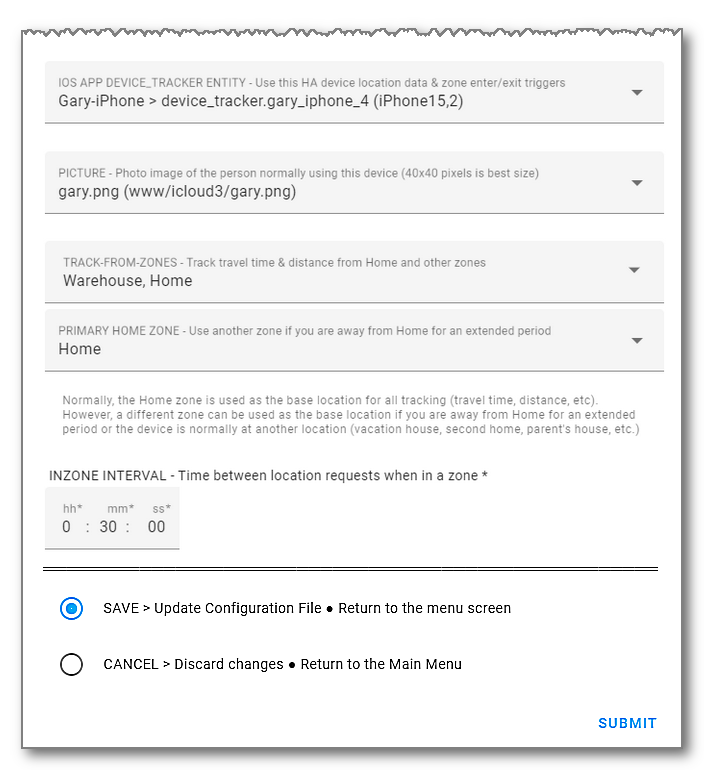 IOS APP DEVICE_TRACKER ENTITY - Use this HA device location data & zone enter/exit triggers
Gary-iPhone > device_tracker.gary_iphone_4 (iPhone15,2)
PICTURE - Photo image of the person normally using this device (40x40 pixels is best size)
gary.png (www/icloud3/gary.png)
TRACK-FROM-ZONES - Track travel time & distance from Home and other zones
Warehouse, Home
PRIMARY HOME ZONE - Use another zone if you are away from Home for an extended period
Home
Normally, the Home zone is used as the base location for all tracking (travel time, distance, etc).
However, a different zone can be used as the base location if you are away from Home for an extended
period or the device is normally at another location (vacation house, second home, parent's house, etc.)
INZONE INTERVAL - Time between location requests when in a zone *
hh* mm* ss*
0 : 30 : 00
SAVE > Update Configuration File ● Return to the menu screen
CANCEL > Discard changes ● Return to the Main Menu
SUBMIT